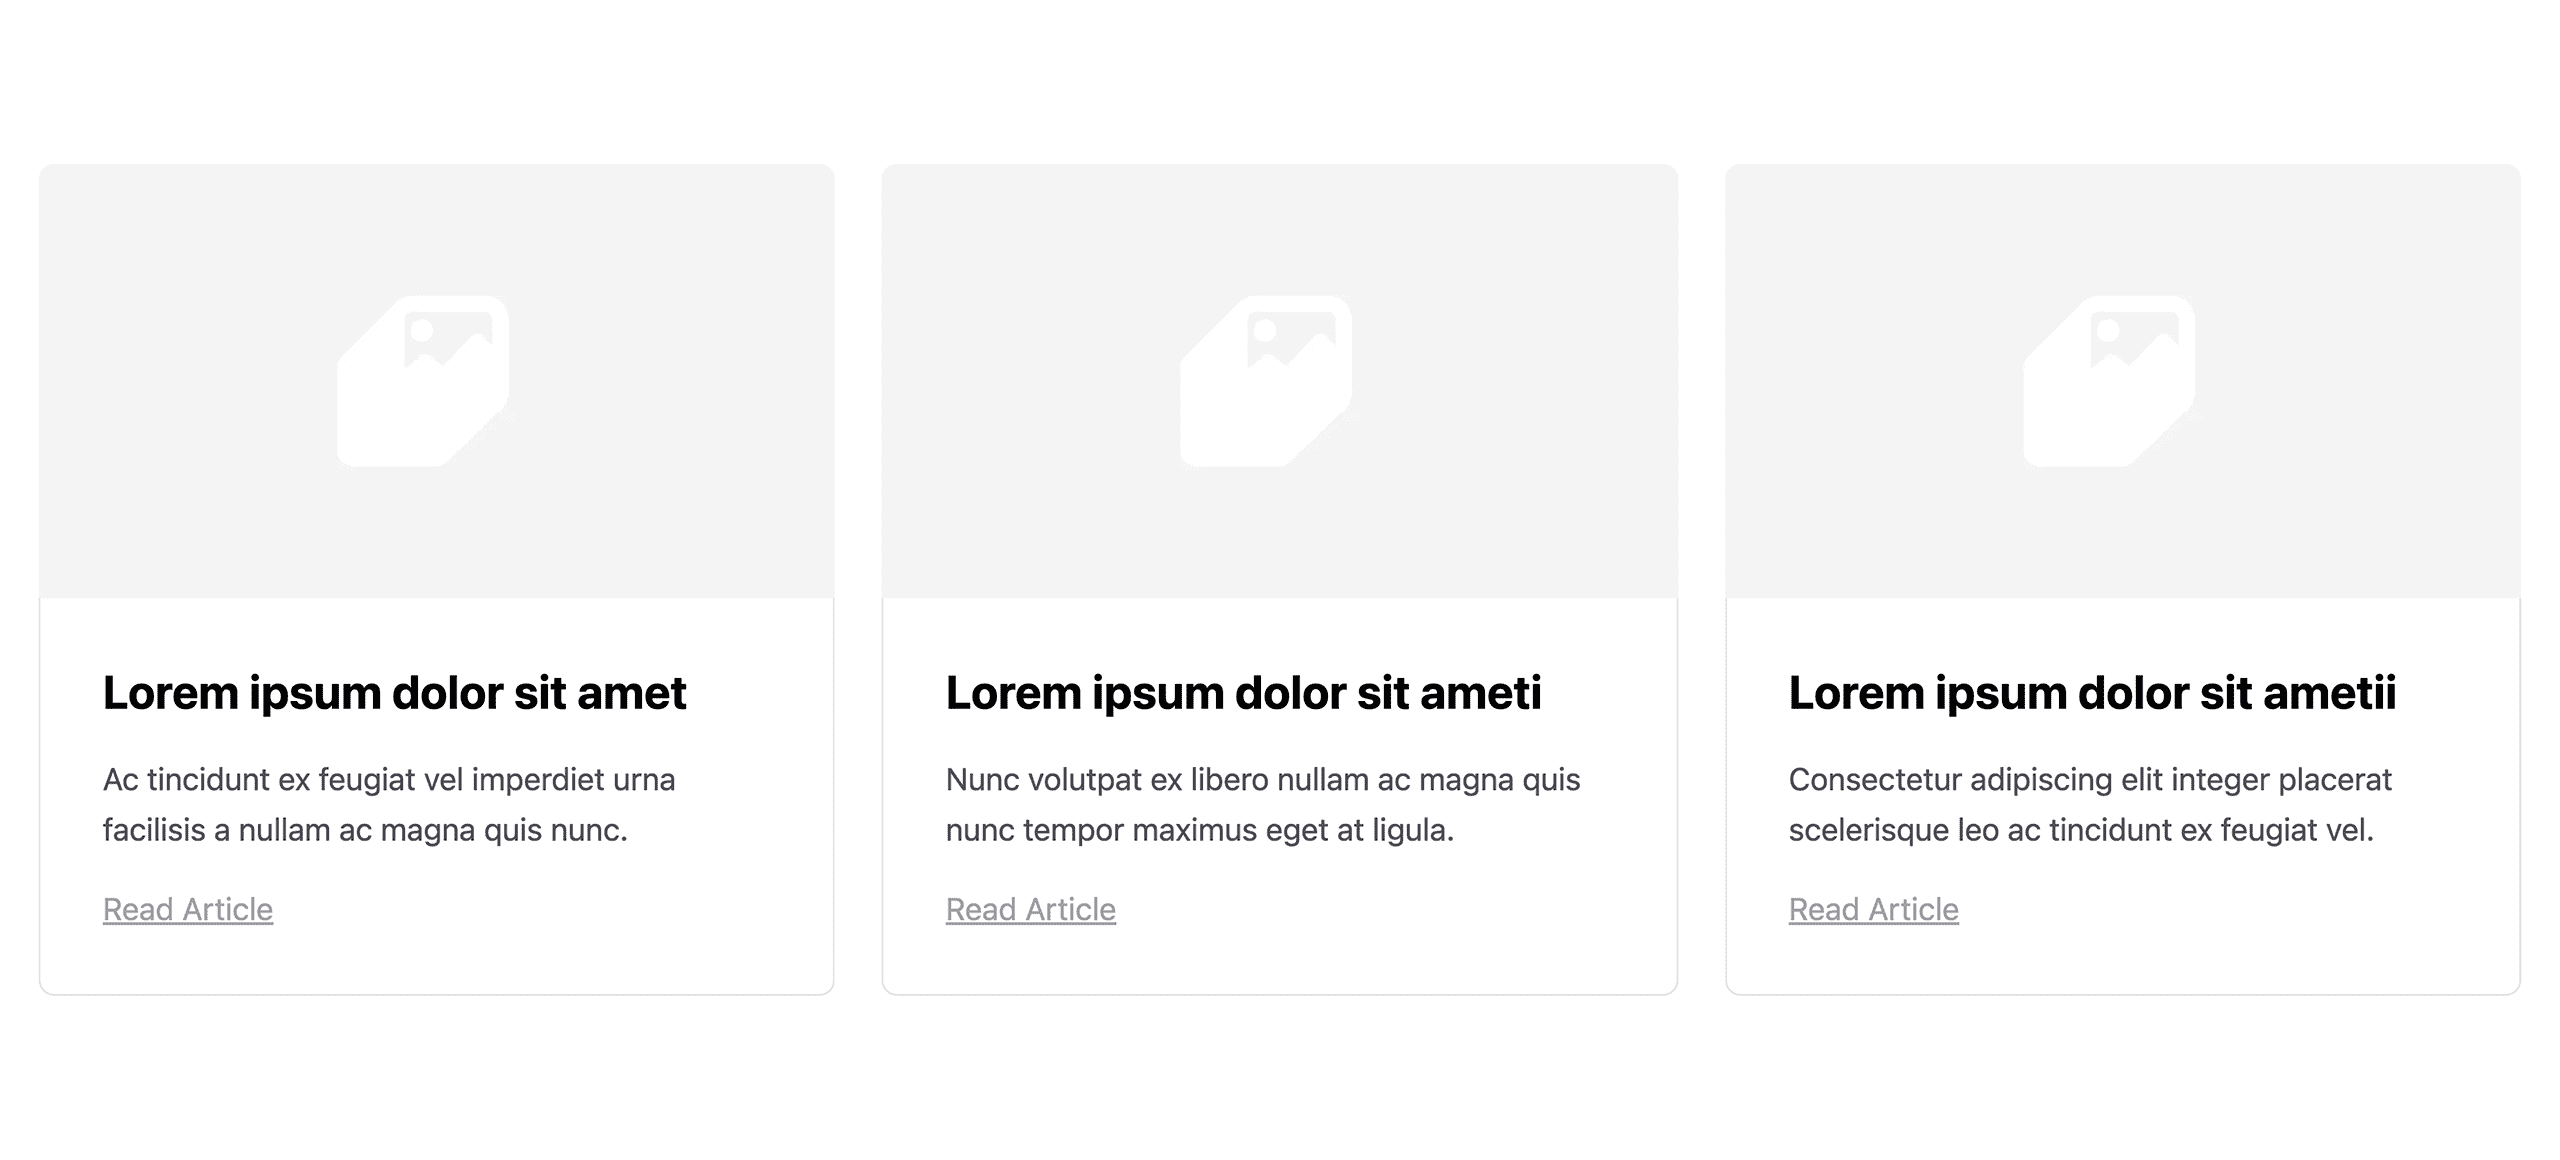 Lorem ipsum dolor sit amet
Ac tincidunt ex feugiat vel imperdiet urna
facilisis a nullam ac magna quis nunc.
Read Article
Lorem ipsum dolor sit ameti
Nunc volutpat ex libero nullam ac magna quis
nunc tempor maximus eget at ligula.
Read Article
Lorem ipsum dolor sit ametii
Consectetur adipiscing elit integer placerat
scelerisque leo ac tincidunt ex feugiat vel.
Read Article